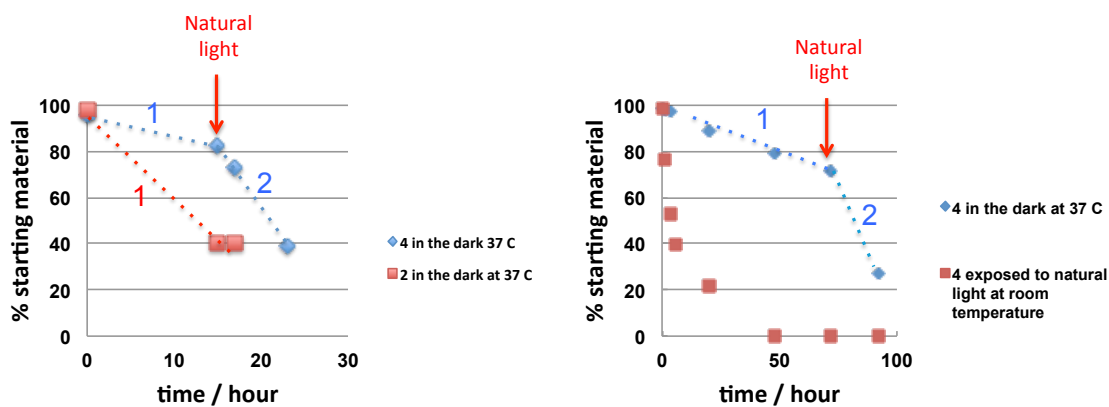 Natural
light
100
80
60
40
20
0
% starting material
1
1
2
0
10
20
30
time / hour
4 in the dark 37 C
2 in the dark at 37 C
Natural
light
100
80
60
40
20
0
% starting material
1
2
0
50
100
time / hour
4 in the dark at 37 C
4 exposed to natural
light at room
temperature